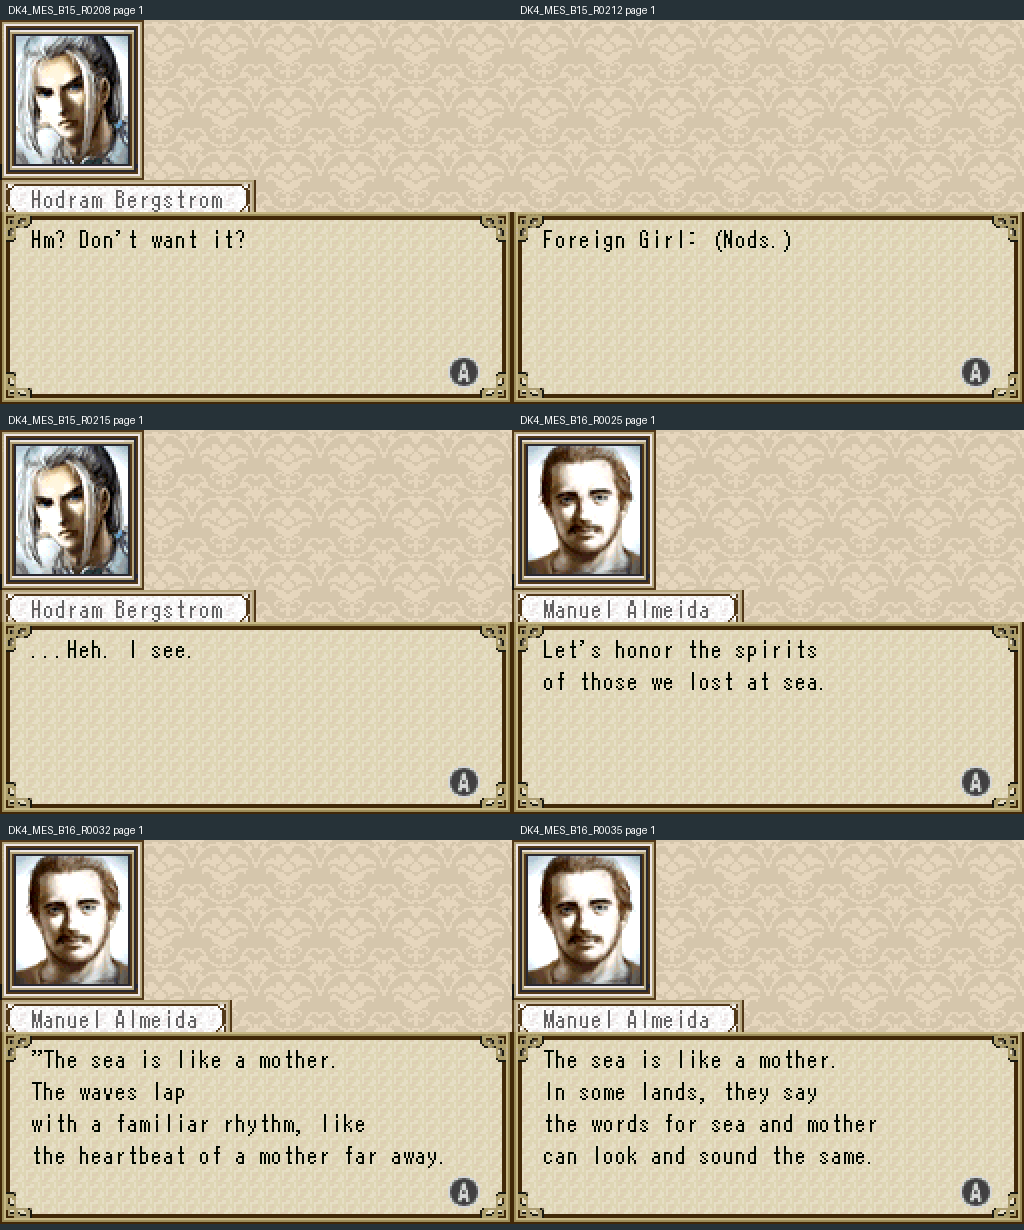 DK4_MES_B15_R0208 page 1
DK4_MES_B15_R0212 page 1
Hodram Bergstrom
Hm? Don't want it?
A
Foreign Girl: (Nods.)
A
DK4_MES_B15_R0215 page 1
DK4_MES_B16_R0025 page 1
Hodram Bergstrom
...Heh. I see.
A
Manuel Almeida
Let's honor the spirits
of those we lost at sea.
A
DK4_MES_B16_R0032 page 1
DK4_MES_B16_R0035 page 1
Manuel Almeida
”The sea is like a mother.
The waves lap
with a familiar rhythm, like
the heartbeat of a mother far away.
A
Manuel Almeida
The sea is like a mother.
In some lands, they say
the words for sea and mother
can look and sound the same.
A